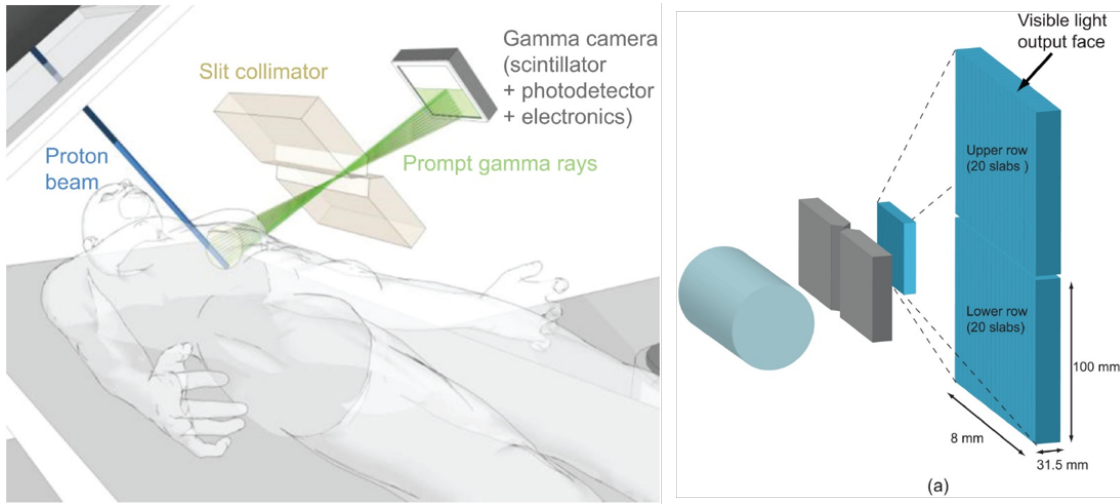 Slit collimator
Gamma camera
(scintillator
+ photodetector
+ electronics)
Proton
beam
Prompt gamma rays
Visible light
output face
Upper row
(20 slabs )
Lower row
(20 slabs)
100 mm
8 mm
31.5 mm
(a)